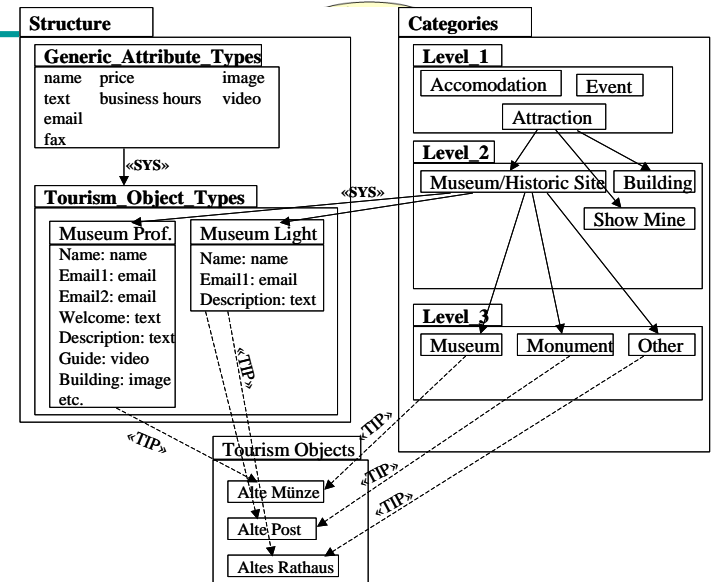 Structure
Generic_Attribute_Types
name price image
text business hours video
email
fax
«SYS»
Tourism_Object_Types
Museum Prof.
Name: name
Email1: email
Email2: email
Welcome: text
Description: text
Guide: video
Building: image
etc.
Museum Light
Name: name
Email1: email
Description: text
Categories
Level_1
Accomodation Event
Attraction
Level_2
Museum/Historic Site Building
Show Mine
«SYS»
Level_3
Museum Monument Other
«TIP»
«TIP»
«TIP»
«TIP»
«TIP»
Tourism Objects
Alte Münze
Alte Post
Altes Rathaus